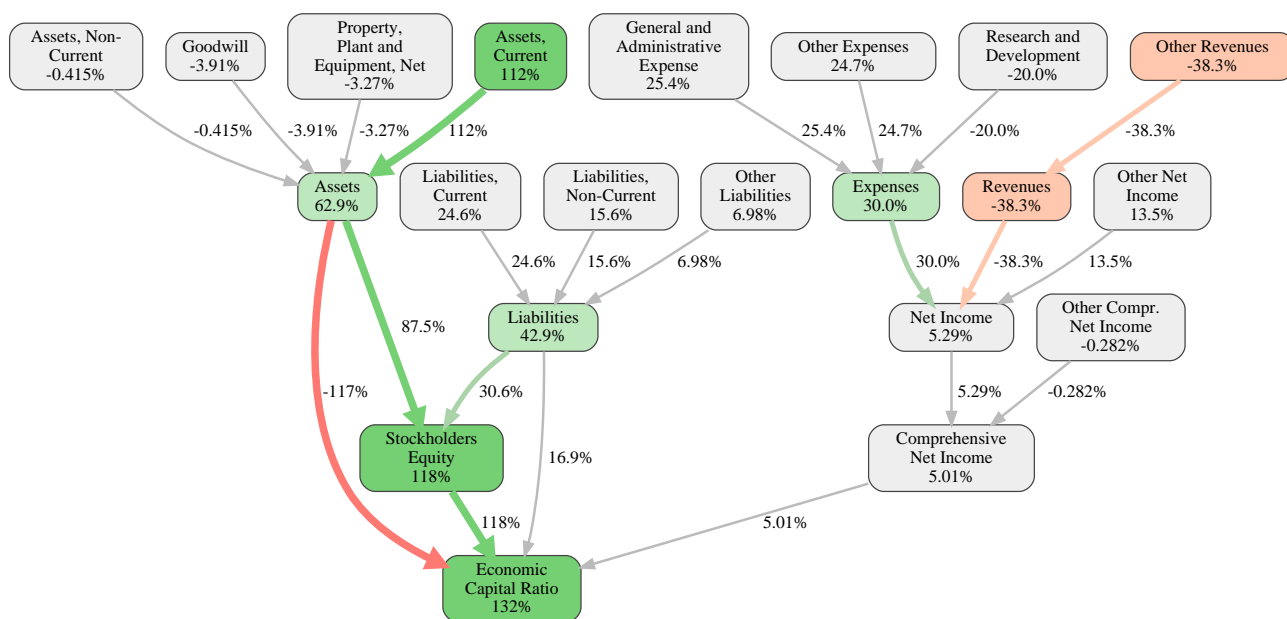 Assets, Non-
Current
-0.415%
Goodwill
-3.91%
Property,
Plant and
Equipment, Net
-3.27%
Assets,
Current
112%
General and
Administrative
Expense
25.4%
Other Expenses
24.7%
Research and
Development
-20.0%
Other Revenues
-38.3%
-0.415%
-3.91%
-3.27%
112%
25.4%
24.7%
-20.0%
-38.3%
Assets
62.9%
Liabilities,
Current
24.6%
Liabilities,
Non-Current
15.6%
Other
Liabilities
6.98%
Expenses
30.0%
Revenues
-38.3%
Other Net
Income
13.5%
24.6%
15.6%
6.98%
30.0%
-38.3%
13.5%
87.5%
Liabilities
42.9%
Net Income
5.29%
Other Compr.
Net Income
-0.282%
-117%
30.6%
5.29%
-0.282%
Stockholders
Equity
118%
16.9%
Comprehensive
Net Income
5.01%
118%
5.01%
Economic
Capital Ratio
132%